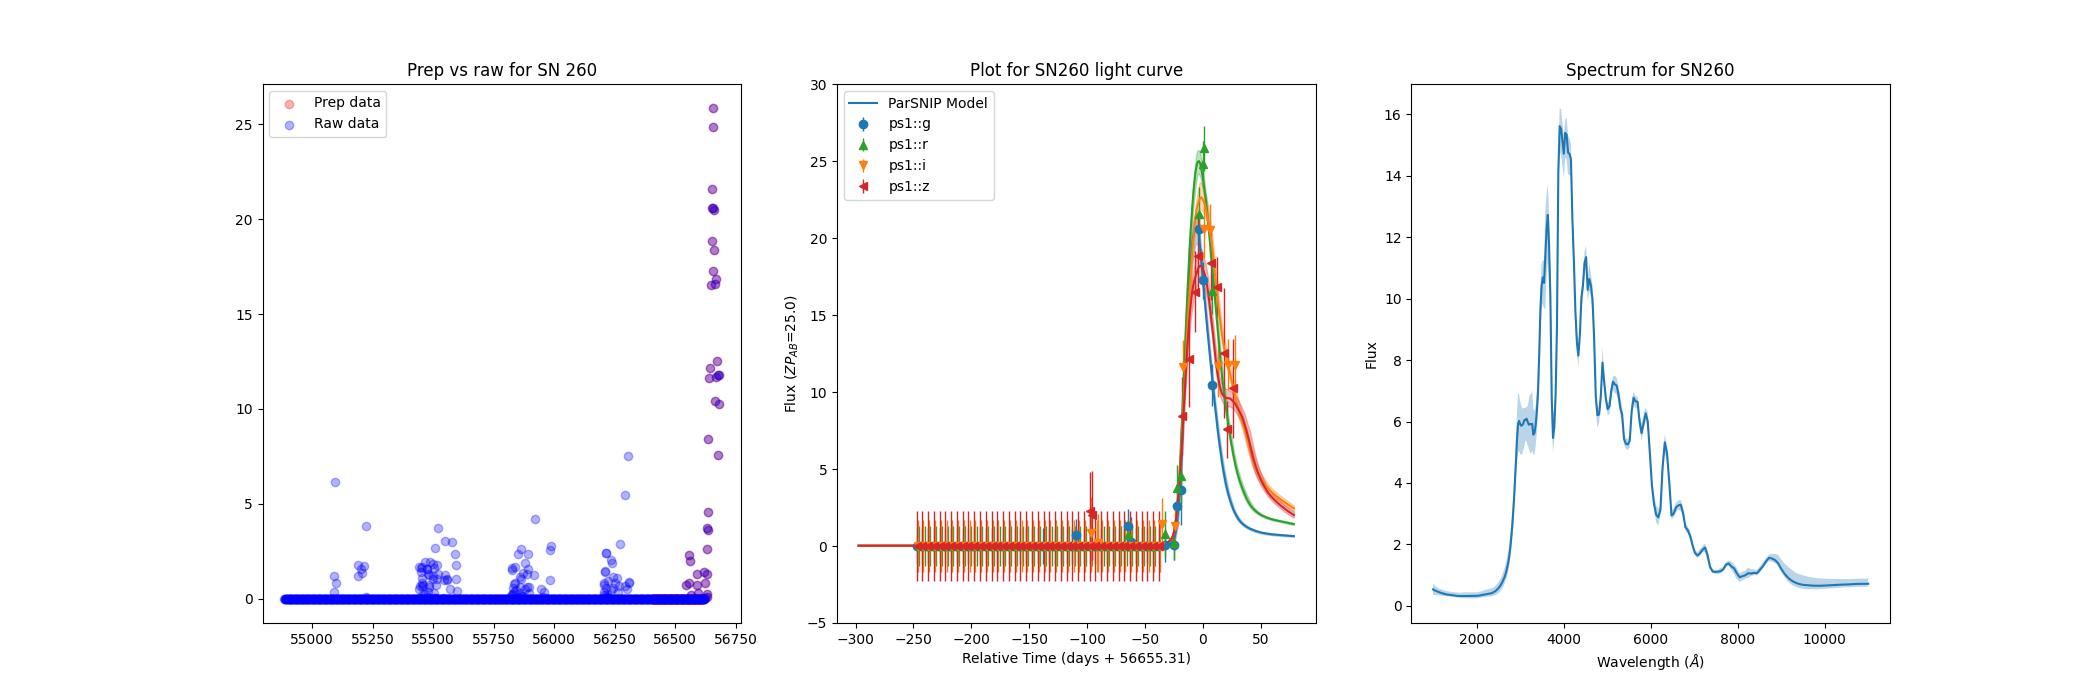 Prep vs raw for SN 260
Prep data
Raw data
25
20
15
10
5
0
55000 55250 55500 55750 56000 56250 56500 56750
Plot for SN260 light curve
ParSNIP Model
ps1::g
ps1::r
ps1::i
ps1::z
30
25
20
15
10
5
0
−5
Flux (ZP_AB=25.0)
−300 −250 −200 −150 −100 −50 0 50
Relative Time (days + 56655.31)
Spectrum for SN260
16
14
12
10
8
6
4
2
0
Flux
2000 4000 6000 8000 10000
Wavelength (Å)